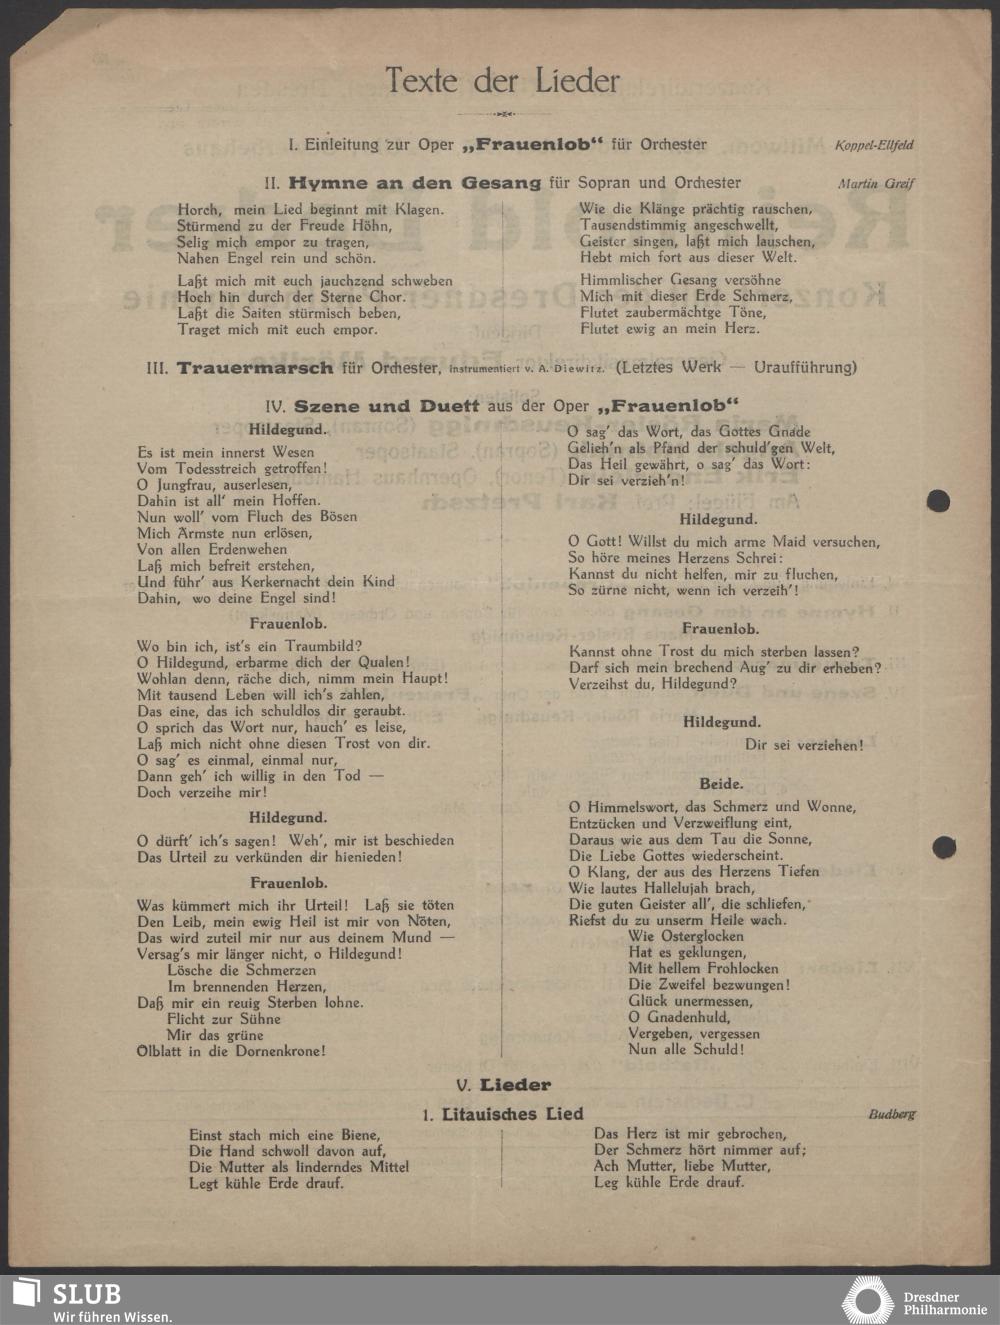 Texte der Lieder
I. Einleitung zur Oper „Frauenlob“ für Orchester
Koppel-Ellfeld
II. Hymne an den Gesang für Sopran und Orchester
Martin Greif
Horch, mein Lied beginnt mit Klagen.
Stürmend zu der Freude Höhn,
Selig mich empor zu tragen,
Nahen Engel rein und schön.
Laßt mich mit euch jauchzend schweben
Hoch hin durch der Sterne Chor.
Laßt die Saiten stürmisch beben,
Traget mich mit euch empor.
Wie die Klänge prächtig rauschen,
Tausendstimmig angeschwellt,
Geister singen, laßt mich lauschen,
Hebt mich fort aus dieser Welt.
Himmlischer Gesang versöhne
Mich mit dieser Erde Schmerz,
Flutet zaubermächtge Töne,
Flutet ewig an mein Herz.
III. Trauermarsch für Orchester, instrumentiert v. A. Diewitz. (Letztes Werk — Uraufführung)
IV. Szene und Duett aus der Oper „Frauenlob“
Hildegund.
Es ist mein innerst Wesen
Vom Todesstreich getroffen!
O Jungfrau, auserlesen,
Dahin ist all' mein Hoffen.
Nun woll' vom Fluch des Bösen
Mich Ärmste nun erlösen,
Von allen Erdenwehen
Laß mich befreit erstehen,
Und führ' aus Kerkernacht dein Kind
Dahin, wo deine Engel sind!
Frauenlob.
Wo bin ich, ist's ein Traumbild?
O Hildegund, erbarme dich der Qualen!
Wohlan denn, räche dich, nimm mein Haupt!
Mit tausend Leben will ich's zahlen,
Das eine, das ich schuldlos dir geraubt.
O sprich das Wort nur, hauch' es leise,
Laß mich nicht ohne diesen Trost von dir.
O sag' es einmal, einmal nur,
Dann geh' ich willig in den Tod —
Doch verzeihe mir!
Hildegund.
O dürft' ich's sagen! Weh', mir ist beschieden
Das Urteil zu verkünden dir hienieden!
Frauenlob.
Was kümmert mich ihr Urteil! Laß sie töten
Den Leib, mein ewig Heil ist mir von Nöten,
Das wird zuteil mir nur aus deinem Mund —
Versag's mir länger nicht, o Hildegund!
Lösche die Schmerzen
Im brennenden Herzen,
Daß mir ein reuig Sterben lohne.
Flicht zur Sühne
Mir das grüne
Ölblatt in die Dornenkrone!
O sag' das Wort, das Gottes Gnade
Gelieh'n als Pfand der schuld'gen Welt,
Das Heil gewährt, o sag' das Wort:
Dir sei verzieh'n!
Hildegund.
O Gott! Willst du mich arme Maid versuchen,
So höre meines Herzens Schrei:
Kannst du nicht helfen, mir zu fluchen,
So zürne nicht, wenn ich verzeih'!
Frauenlob.
Kannst ohne Trost du mich sterben lassen?
Darf sich mein brechend Aug' zu dir erheben?
Verzeihst du, Hildegund?
Hildegund.
Dir sei verziehen!
Beide.
O Himmelswort, das Schmerz und Wonne,
Entzücken und Verzweiflung eint,
Daraus wie aus dem Tau die Sonne,
Die Liebe Gottes wiederscheint.
O Klang, der aus des Herzens Tiefen
Wie lautes Hallelujah brach,
Die guten Geister all', die schliefen,
Riefst du zu unserm Heile wach.
Wie Osterglocken
Hat es geklungen,
Mit hellem Frohlocken
Die Zweifel bezwungen!
Glück unermessen,
O Gnadenhuld,
Vergeben, vergessen
Nun alle Schuld!
V. Lieder
1. Litauisches Lied
Budberg
Einst stach mich eine Biene,
Die Hand schwoll davon auf,
Die Mutter als linderndes Mittel
Legt kühle Erde drauf.
Das Herz ist mir gebrochen,
Der Schmerz hört nimmer auf;
Ach Mutter, liebe Mutter,
Leg kühle Erde drauf.
SLUB
Wir führen Wissen.
Dresdner
Philharmonie